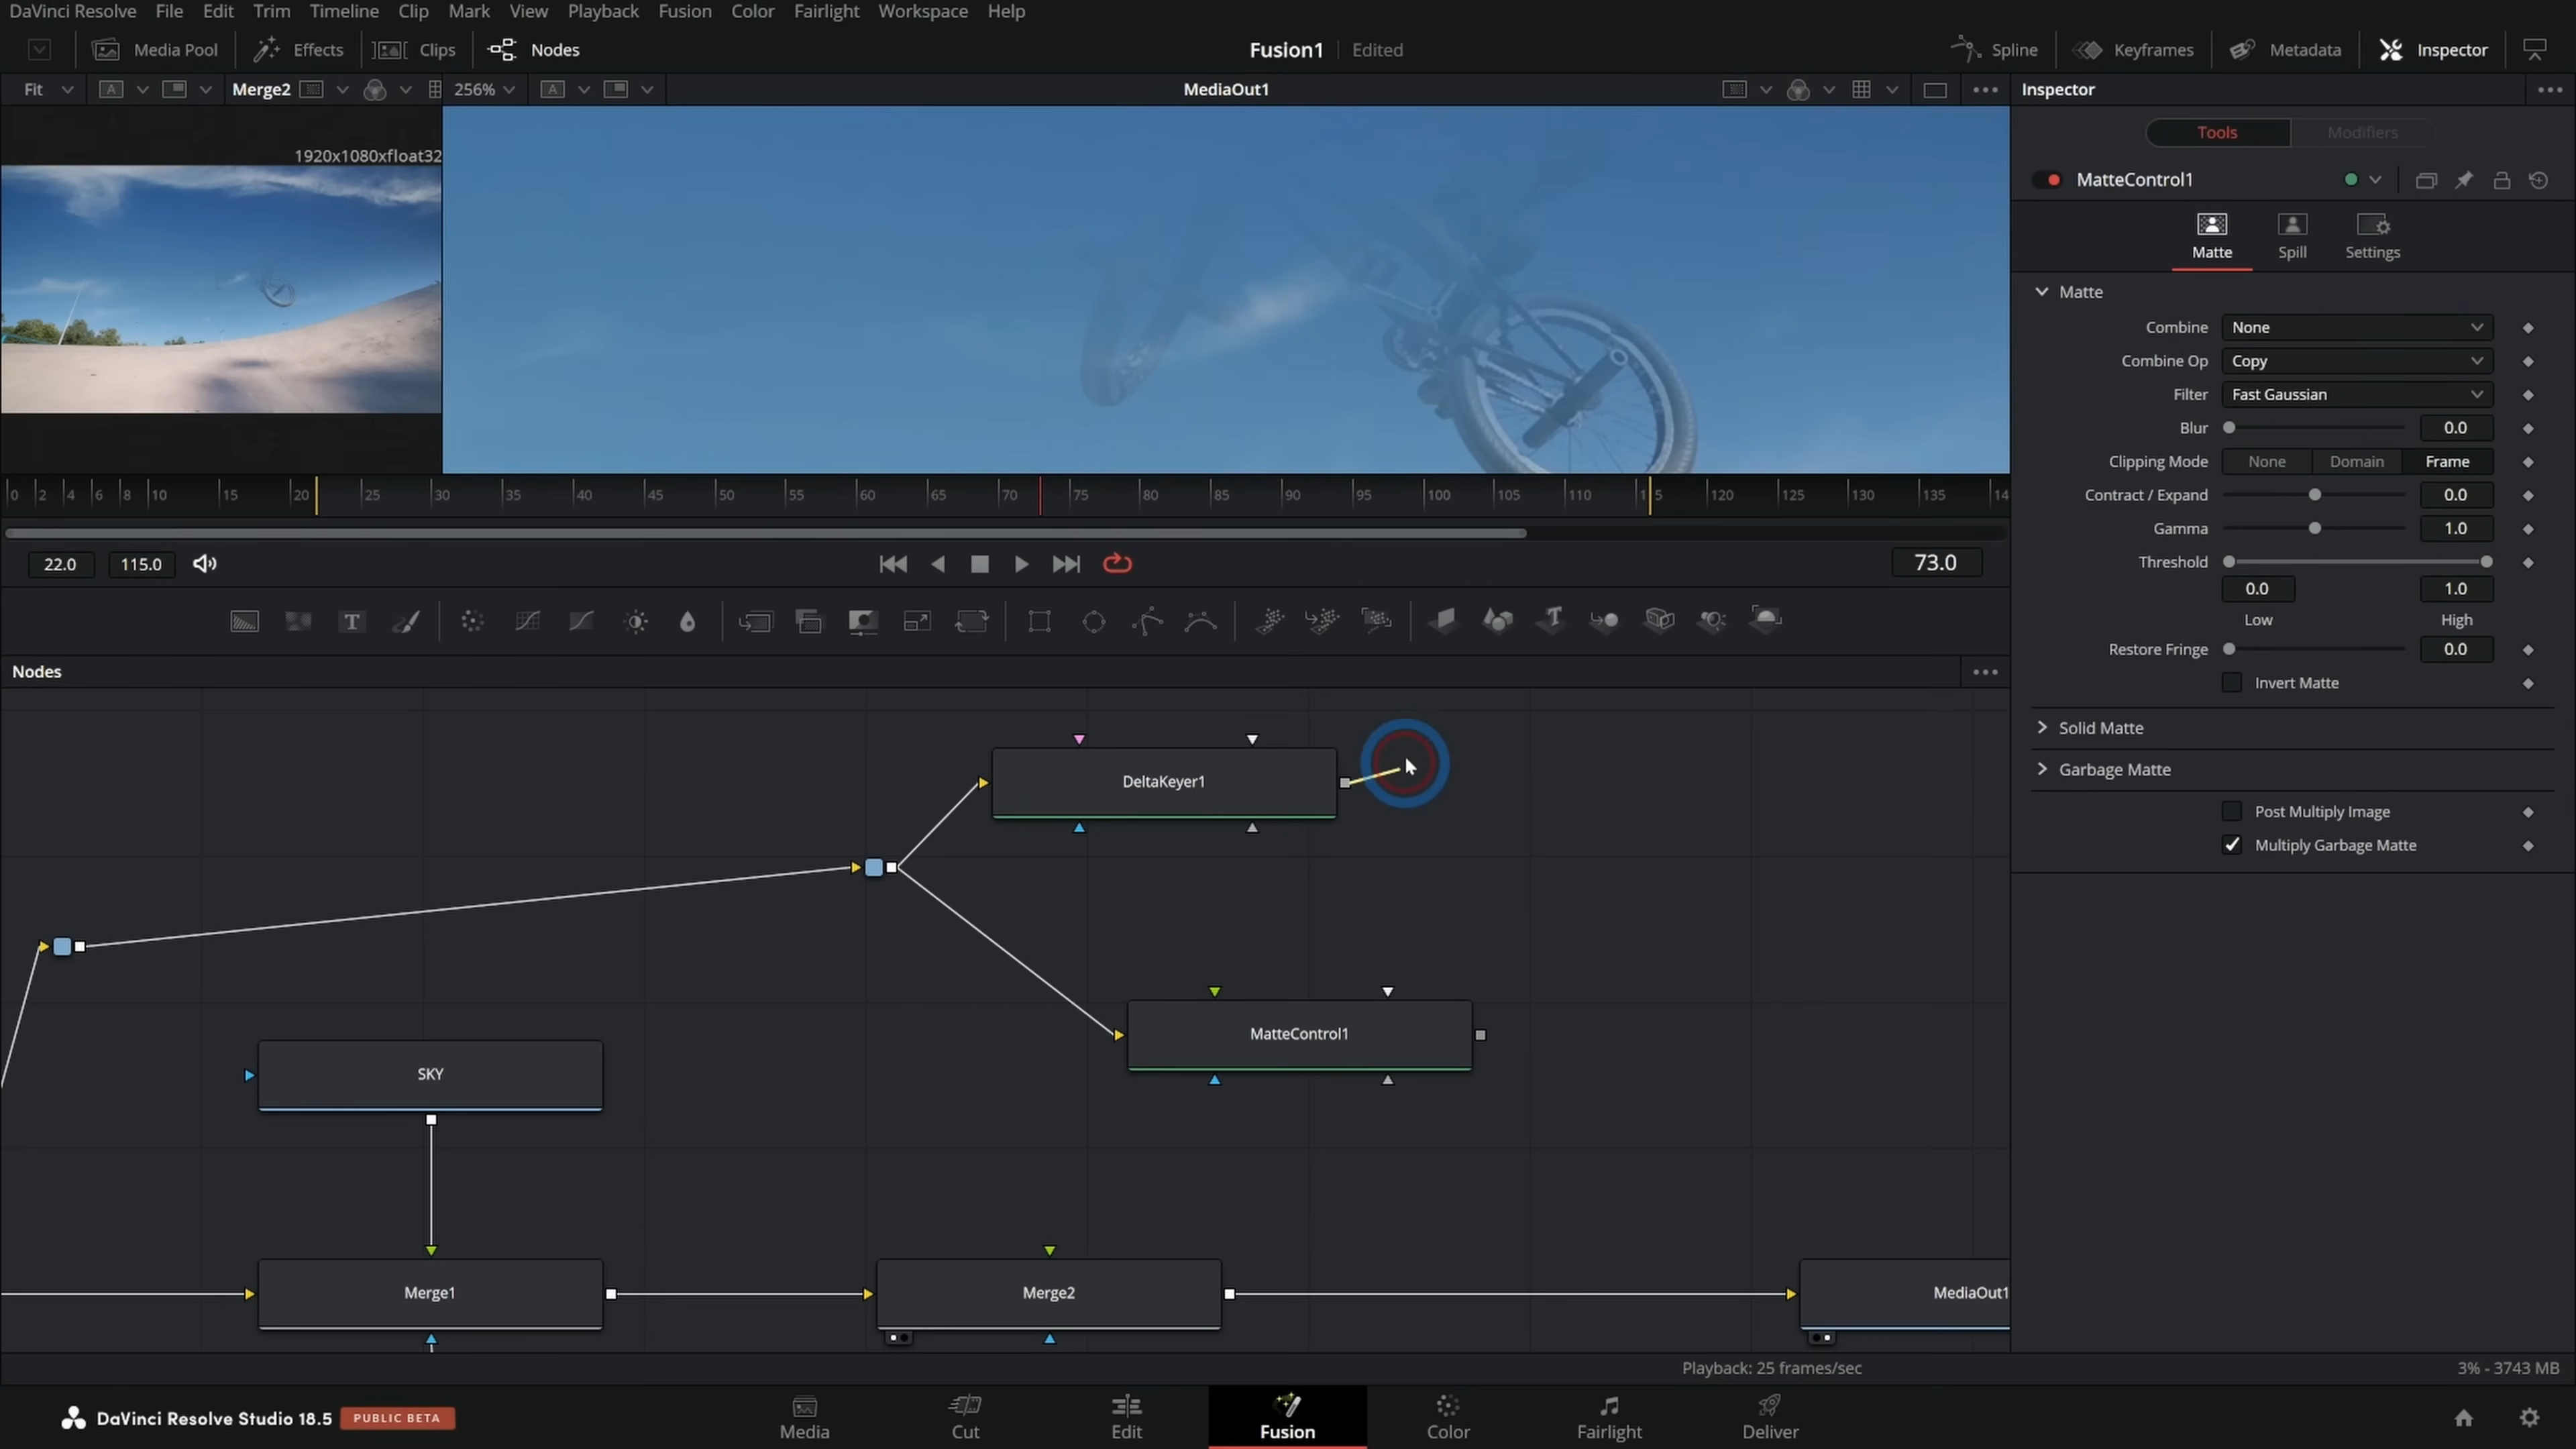 DaVinci Resolve File Edit Trim Timeline Clip Mark View Playback Fusion Color Fairlight Workspace Help
Media Pool Effects Clips Nodes Fusion1 Edited Spline Keyframes Metadata Inspector
Fit A Merge2 256% A MediaOut1 Inspector
Tools Modifiers
1920x1080xfloat32
MatteControl1
Matte Spill Settings
Matte
Combine None
Combine Op Copy
Filter Fast Gaussian
Blur 0.0
Clipping Mode None Domain Frame
Contract / Expand 0.0
Gamma 1.0
Threshold
0.0 1.0
Low High
Restore Fringe 0.0
Invert Matte
Solid Matte
Garbage Matte
Post Multiply Image
Multiply Garbage Matte
0 2 4 6 8 10 15 20 25 30 35 40 45 50 55 60 65 70 75 80 85 90 95 100 105 110 115 120 125 130 135 14
22.0 115.0 73.0
T T
Nodes
DeltaKeyer1
MatteControl1
SKY
Merge1 Merge2 MediaOut1
Playback: 25 frames/sec 3% - 3743 MB
DaVinci Resolve Studio 18.5 PUBLIC BETA
Media Cut Edit Fusion Color Fairlight Deliver